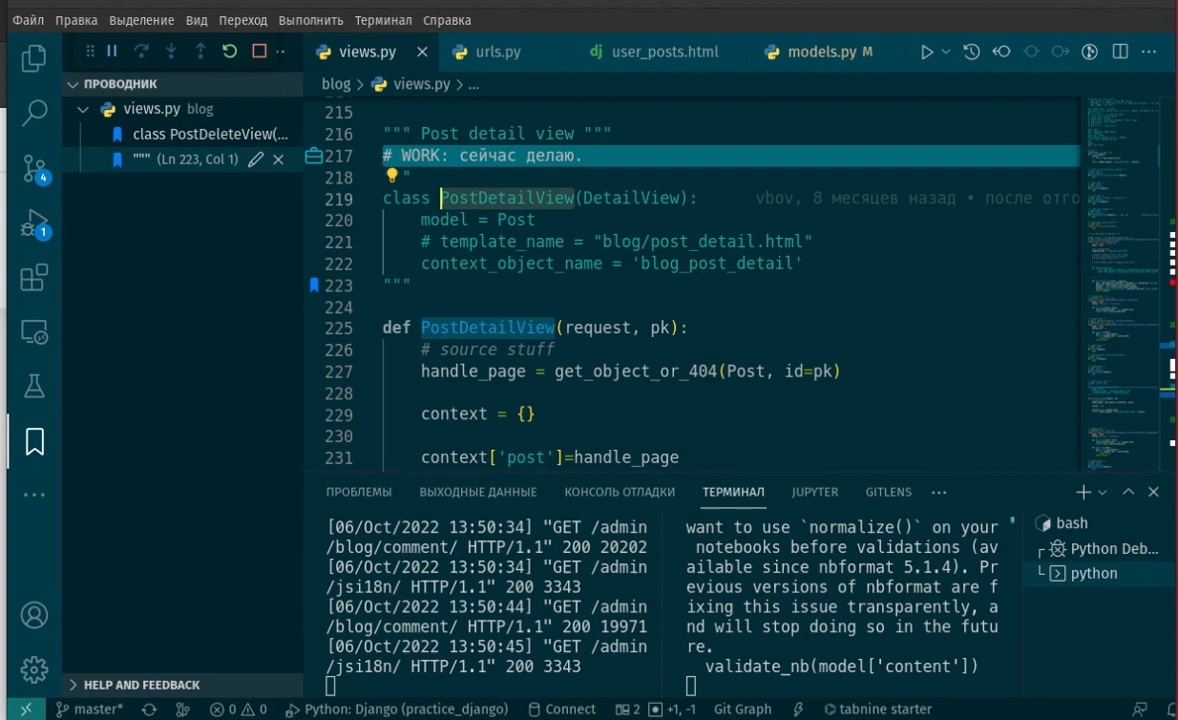 Файл Правка Выделение Вид Переход Выполнить Терминал Справка
views.py urls.py dj user_posts.html models.py M
ПРОВОДНИК
views.py blog
class PostDeleteView(...
""" (Ln 223, Col 1)
4
1
HELP AND FEEDBACK
blog > views.py > ...
215
216 """ Post detail view """
217 # WORK: сейчас делаю.
218 "
219 class PostDetailView(DetailView): vbov, 8 месяцев назад • после отго
220 model = Post
221 # template_name = "blog/post_detail.html"
222 context_object_name = 'blog_post_detail'
223 """
224
225 def PostDetailView(request, pk):
226 # source stuff
227 handle_page = get_object_or_404(Post, id=pk)
228
229 context = {}
230
231 context['post']=handle_page
ПРОБЛЕМЫ ВЫХОДНЫЕ ДАННЫЕ КОНСОЛЬ ОТЛАДКИ ТЕРМИНАЛ JUPYTER GITLENS
[06/Oct/2022 13:50:34] "GET /admin
/blog/comment/ HTTP/1.1" 200 20202
[06/Oct/2022 13:50:34] "GET /admin
/jsi18n/ HTTP/1.1" 200 3343
[06/Oct/2022 13:50:44] "GET /admin
/blog/comment/ HTTP/1.1" 200 19971
[06/Oct/2022 13:50:45] "GET /admin
/jsi18n/ HTTP/1.1" 200 3343
want to use `normalize()` on your
notebooks before validations (av
ailable since nbformat 5.1.4). Pr
evious versions of nbformat are f
ixing this issue transparently, a
nd will stop doing so in the futu
re.
validate_nb(model['content'])
bash
Python Deb...
python
master* 0 0 Python: Django (practice_django) Connect 2 +1, -1 Git Graph tabnine starter